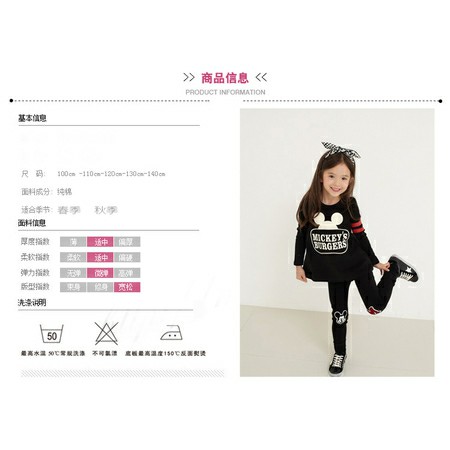 >> 商品信息 <<
PRODUCT INFORMATION
基本信息
尺 码: 100cm -110cm-120cm-130cm-140cm
面料成分: 纯棉
适合季节: 春季 秋季
面料信息
厚度指数 薄 适中 偏厚
柔软指数 柔软 适中 偏硬
弹力指数 无弹 微弹 高弹
版型指数 束身 修身 宽松
洗涤说明
50
最高水温 50℃常规洗涤 不可氯漂 底板最高温度150℃反面熨烫
MICKEY'S
BURGERS